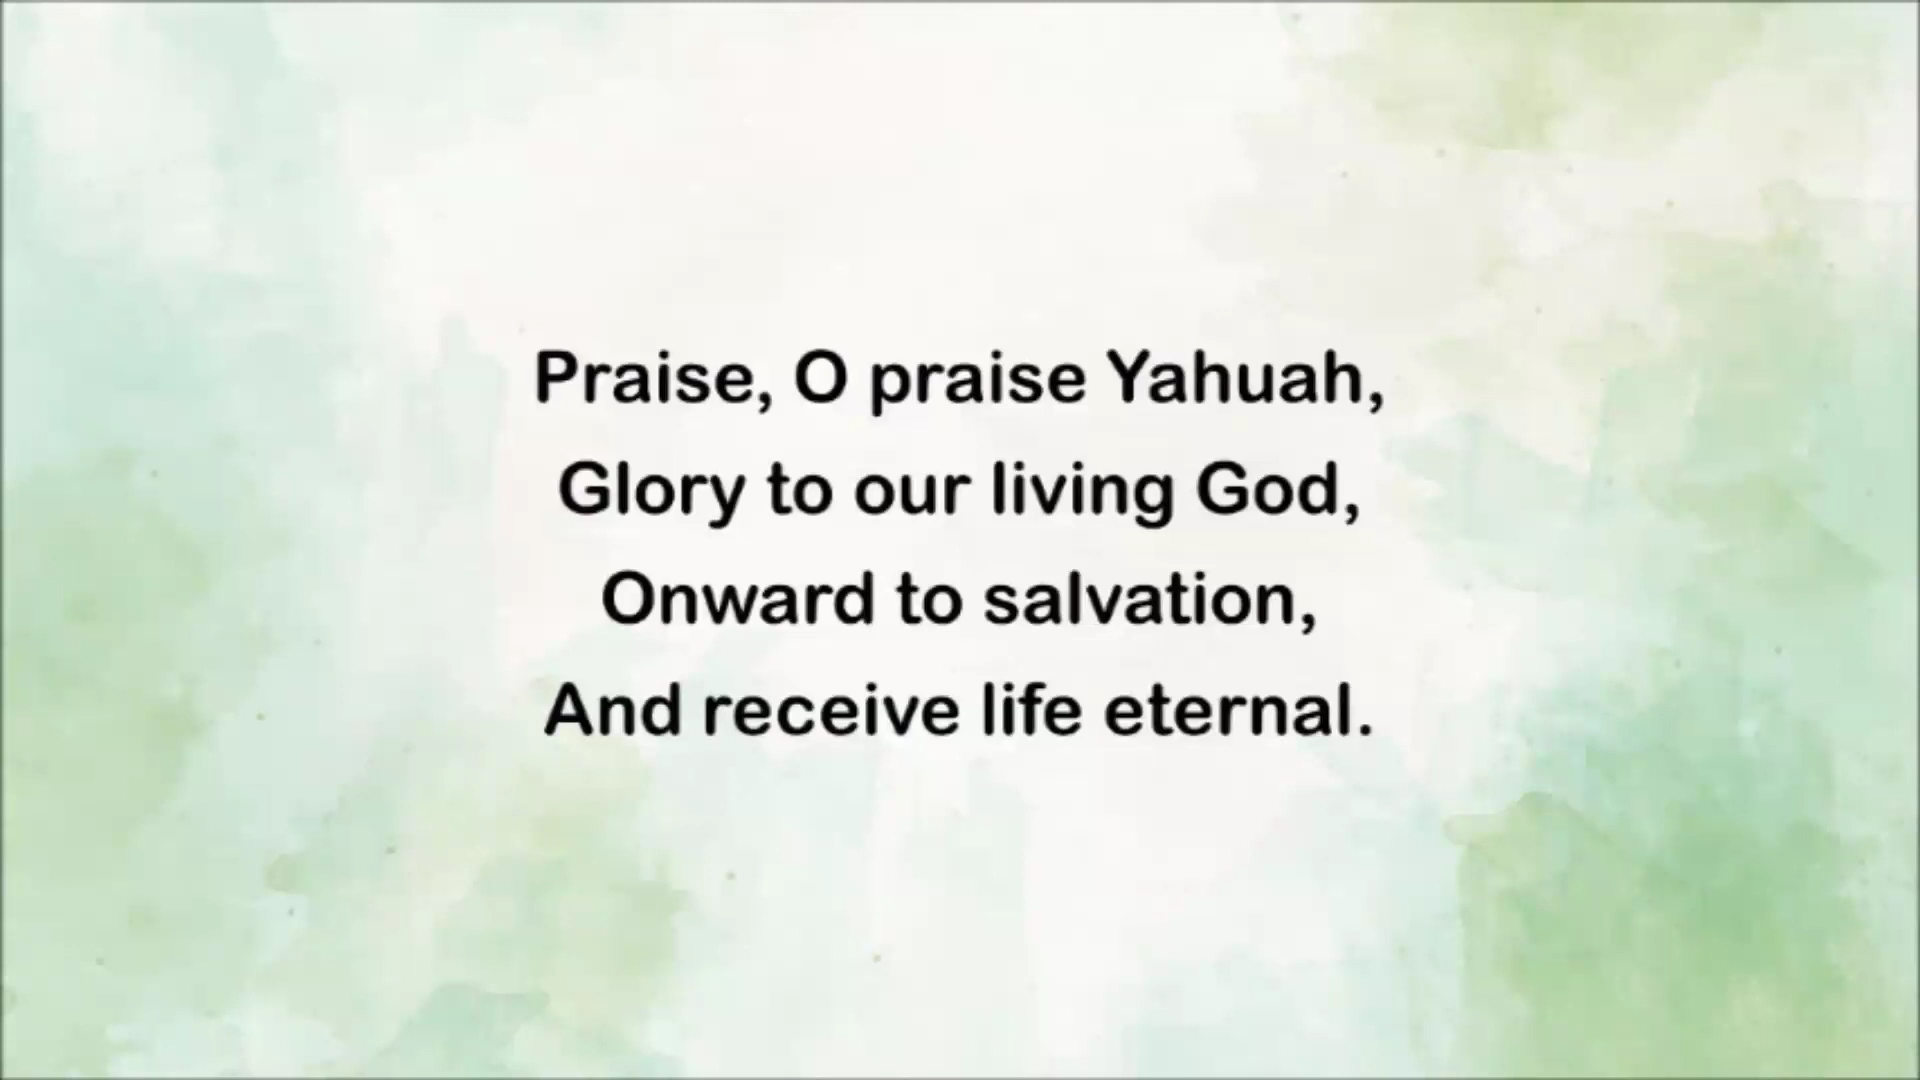 Praise, O praise Yahuah,
Glory to our living God,
Onward to salvation,
And receive life eternal.